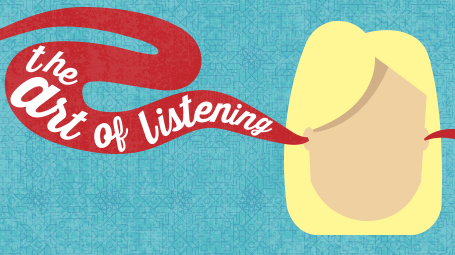 the
art of listening